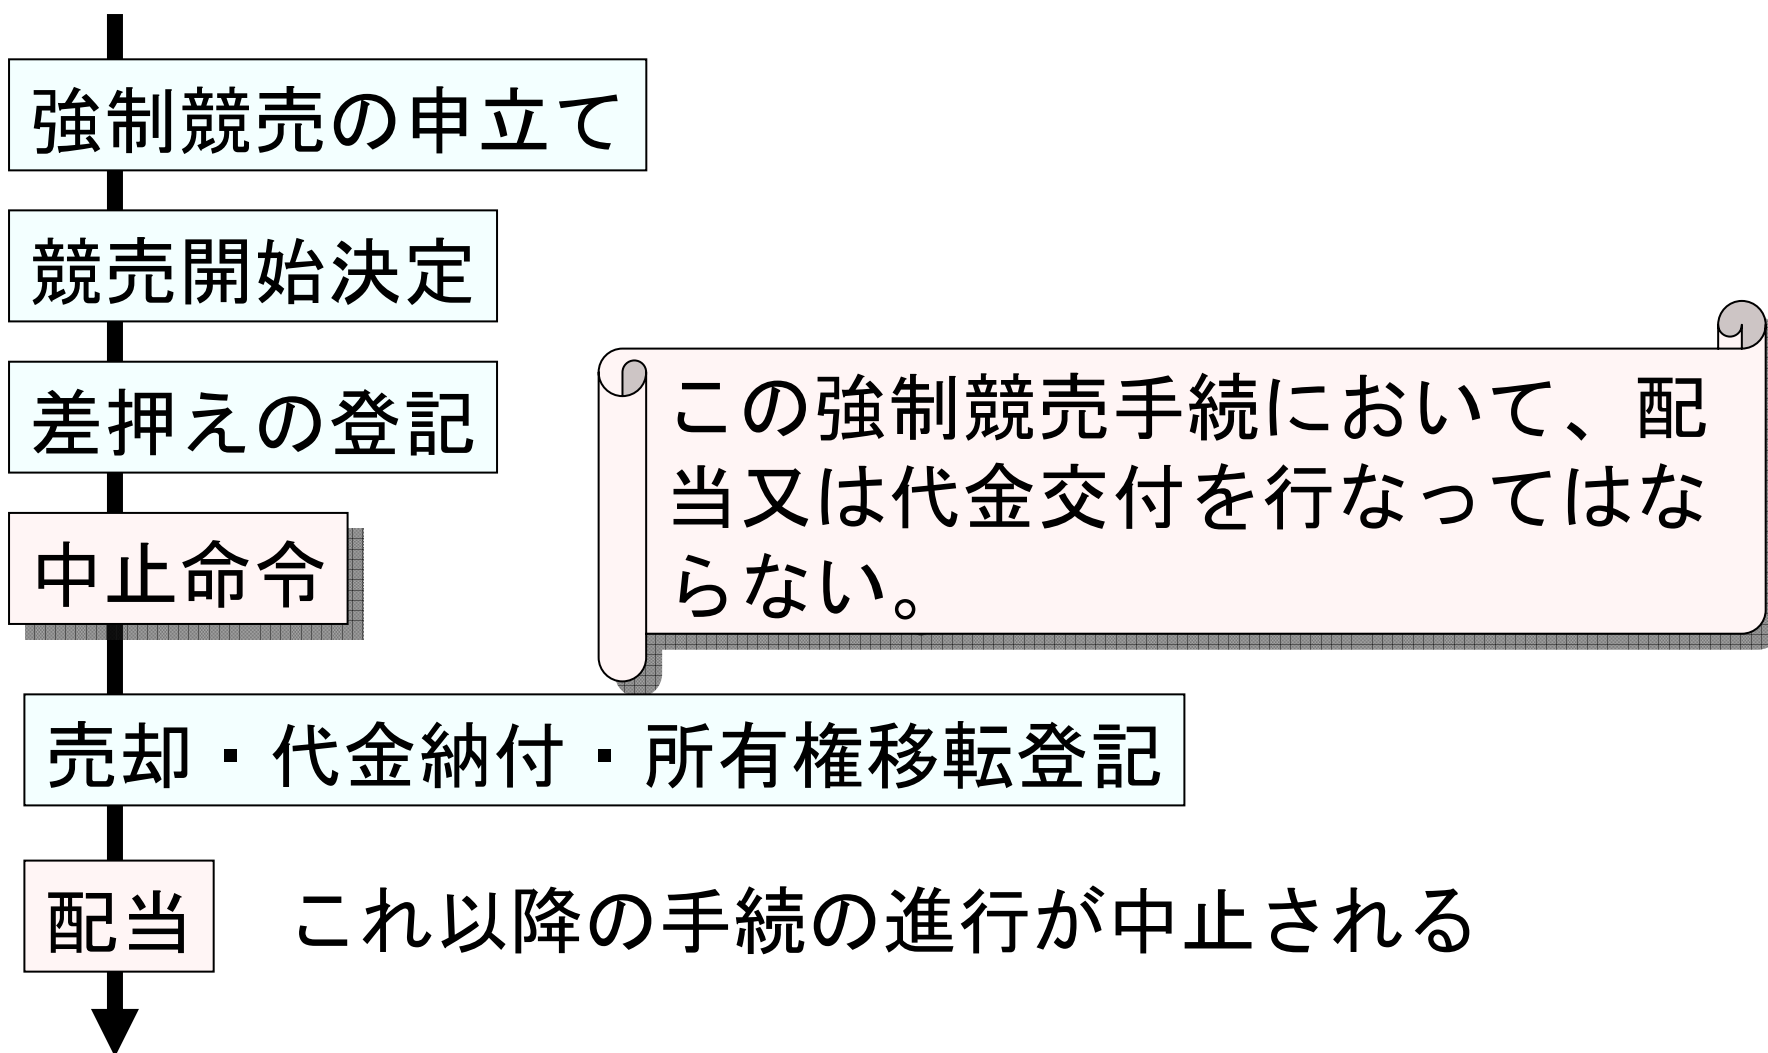 強制競売の申立て
競売開始決定
差押えの登記
この強制競売手続において、配
当又は代金交付を行なってはな
らない。
中止命令
売却・代金納付・所有権移転登記
配当
これ以降の手続の進行が中止される